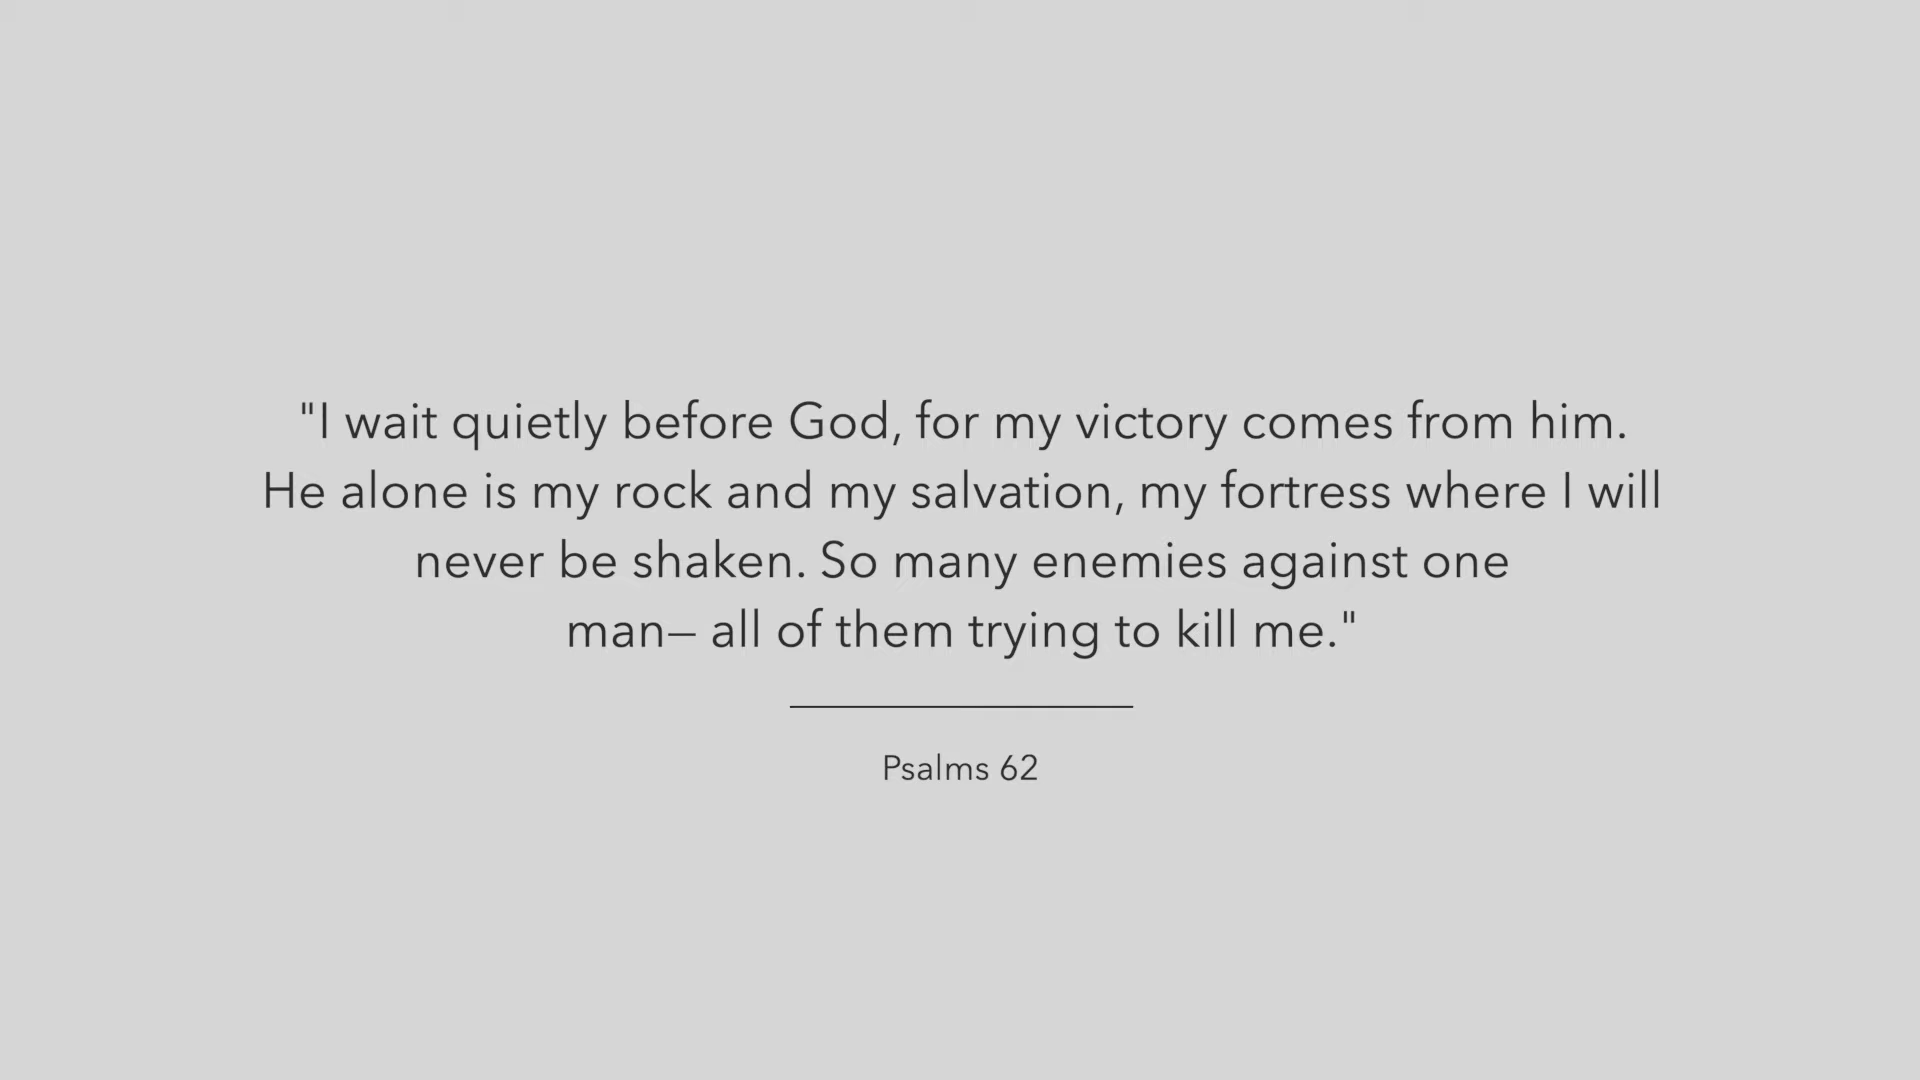 "I wait quietly before God, for my victory comes from him.
He alone is my rock and my salvation, my fortress where I will
never be shaken. So many enemies against one
man— all of them trying to kill me."
Psalms 62